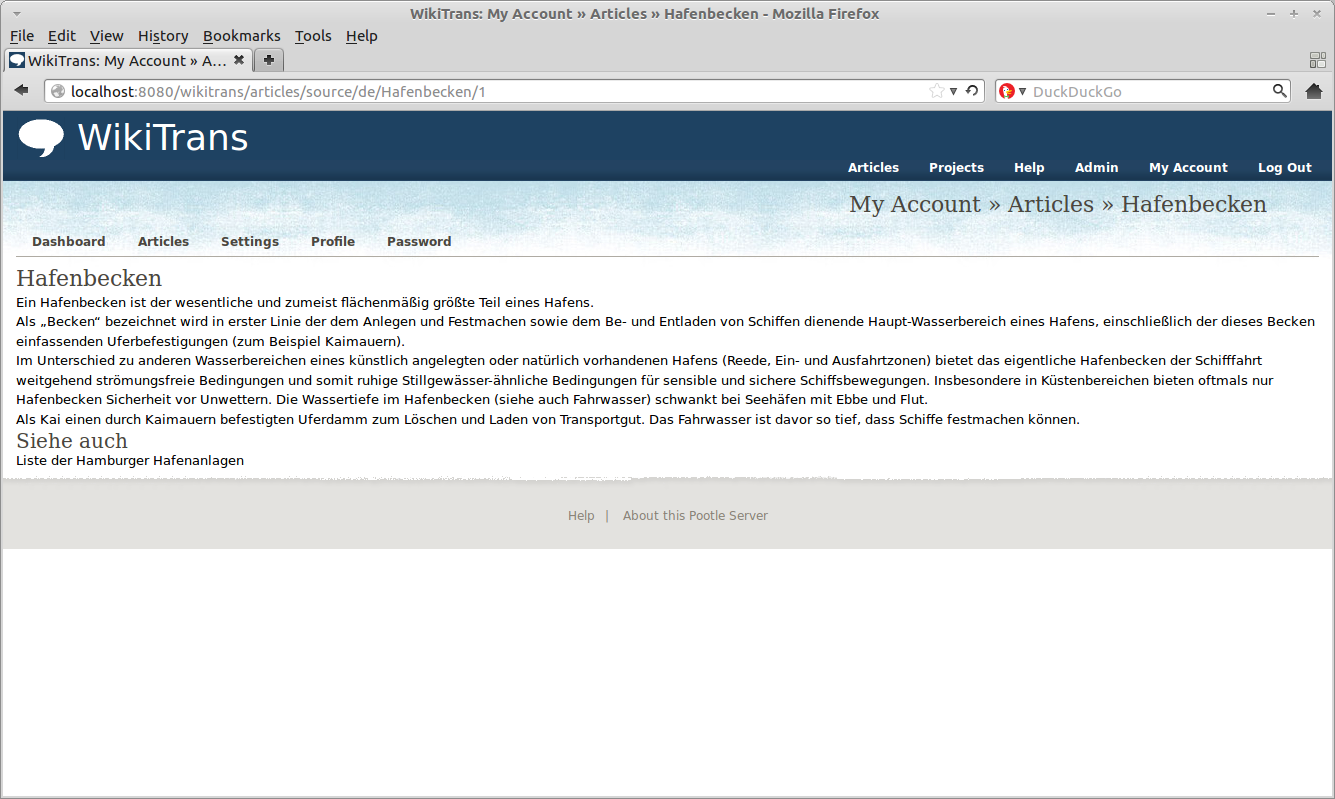 WikiTrans: My Account » Articles » Hafenbecken - Mozilla Firefox
File Edit View History Bookmarks Tools Help
WikiTrans: My Account » A...
localhost:8080/wikitrans/articles/source/de/Hafenbecken/1
DuckDuckGo
WikiTrans
Articles Projects Help Admin My Account Log Out
My Account » Articles » Hafenbecken
Dashboard Articles Settings Profile Password
Hafenbecken
Ein Hafenbecken ist der wesentliche und zumeist flächenmäßig größte Teil eines Hafens.
Als „Becken“ bezeichnet wird in erster Linie der dem Anlegen und Festmachen sowie dem Be- und Entladen von Schiffen dienende Haupt-Wasserbereich eines Hafens, einschließlich der dieses Becken
einfassenden Uferbefestigungen (zum Beispiel Kaimauern).
Im Unterschied zu anderen Wasserbereichen eines künstlich angelegten oder natürlich vorhandenen Hafens (Reede, Ein- und Ausfahrtzonen) bietet das eigentliche Hafenbecken der Schifffahrt
weitgehend strömungsfreie Bedingungen und somit ruhige Stillgewässer-ähnliche Bedingungen für sensible und sichere Schiffsbewegungen. Insbesondere in Küstenbereichen bieten oftmals nur
Hafenbecken Sicherheit vor Unwettern. Die Wassertiefe im Hafenbecken (siehe auch Fahrwasser) schwankt bei Seehäfen mit Ebbe und Flut.
Als Kai einen durch Kaimauern befestigten Uferdamm zum Löschen und Laden von Transportgut. Das Fahrwasser ist davor so tief, dass Schiffe festmachen können.
Siehe auch
Liste der Hamburger Hafenanlagen
Help | About this Pootle Server